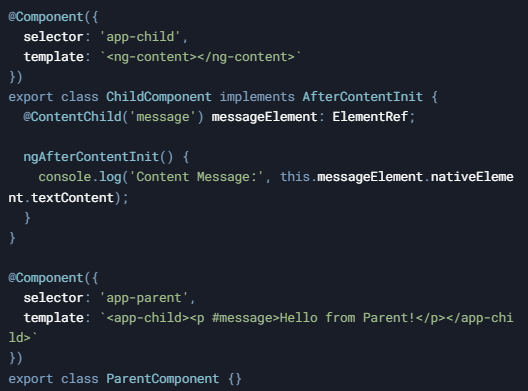 @Component({
  selector: 'app-child',
  template: `<ng-content></ng-content>`
})
export class ChildComponent implements AfterContentInit {
  @ContentChild('message') messageElement: ElementRef;

  ngAfterContentInit() {
    console.log('Content Message:', this.messageElement.nativeEleme
nt.textContent);
  }
}

@Component({
  selector: 'app-parent',
  template: `<app-child><p #message>Hello from Parent!</p></app-chi
ld>`
})
export class ParentComponent {}